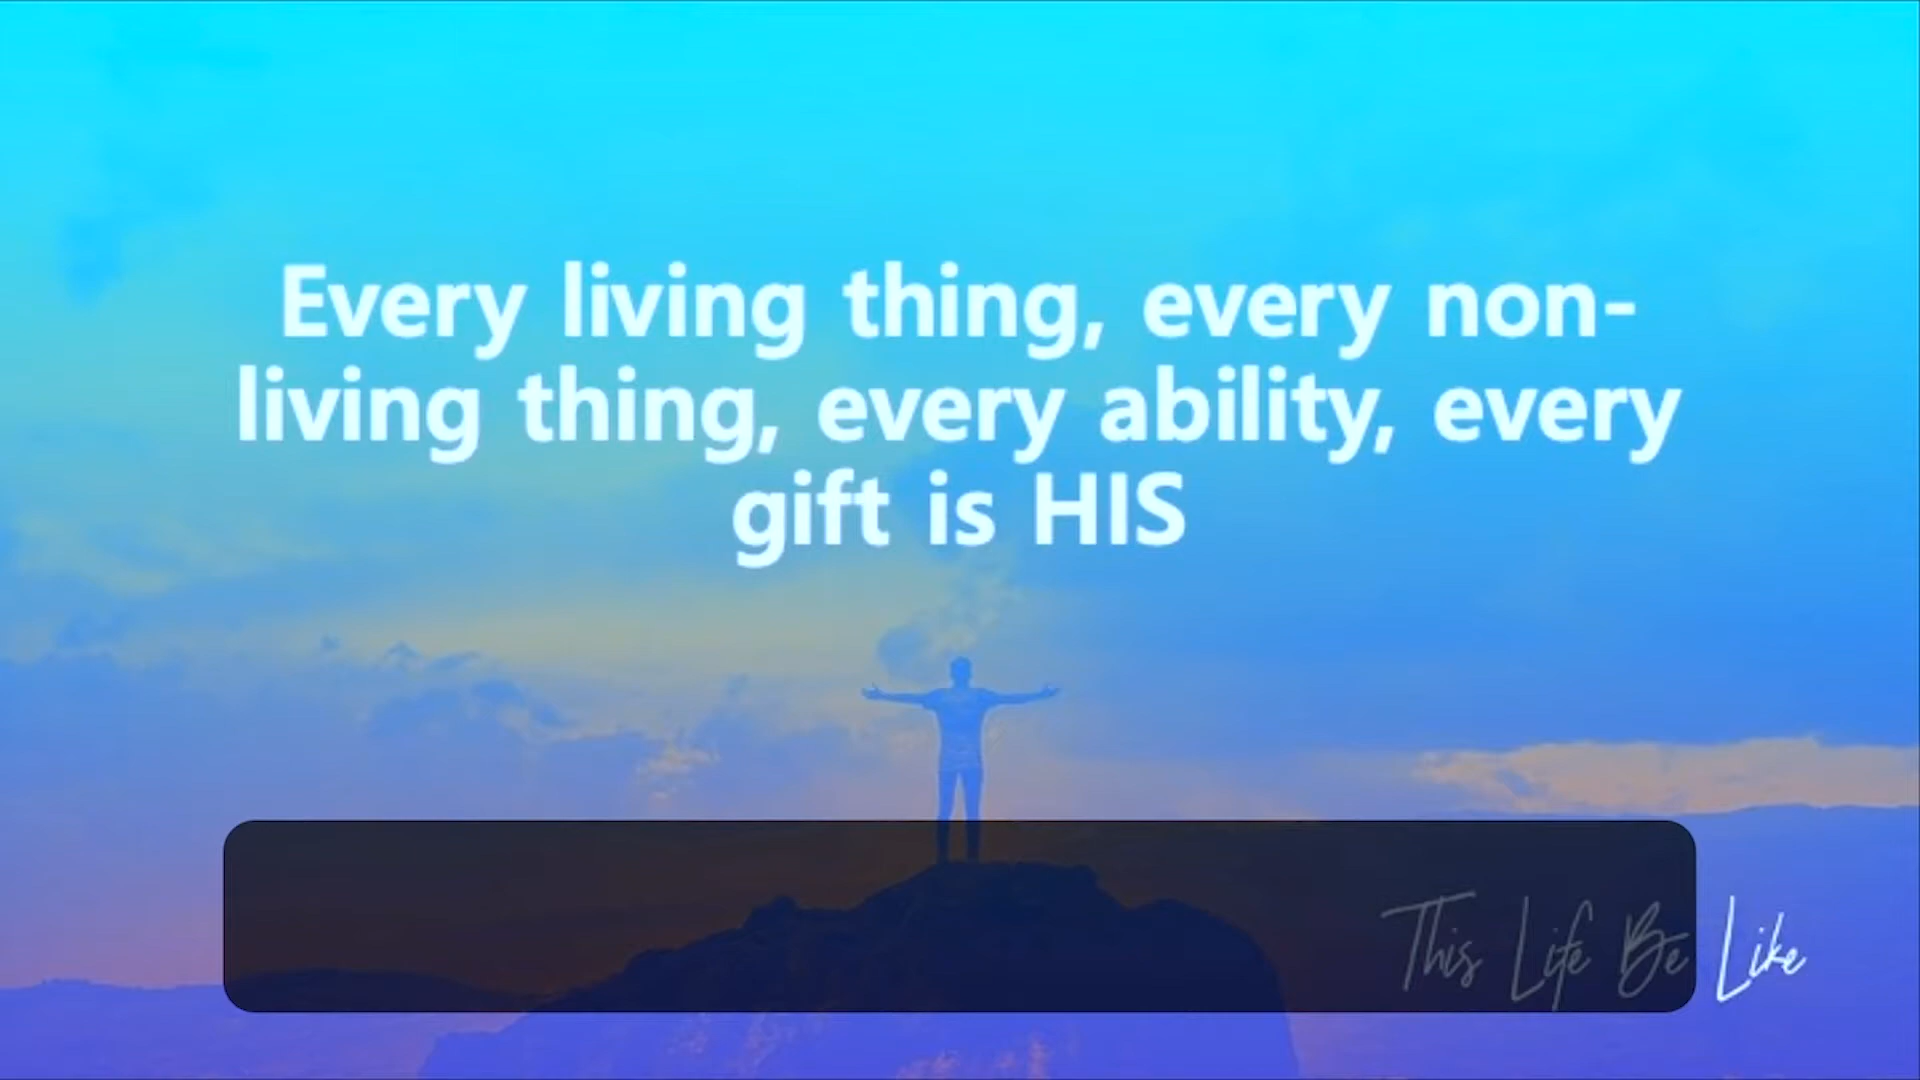 Every living thing, every non-
living thing, every ability, every
gift is HIS
This Life Be Like